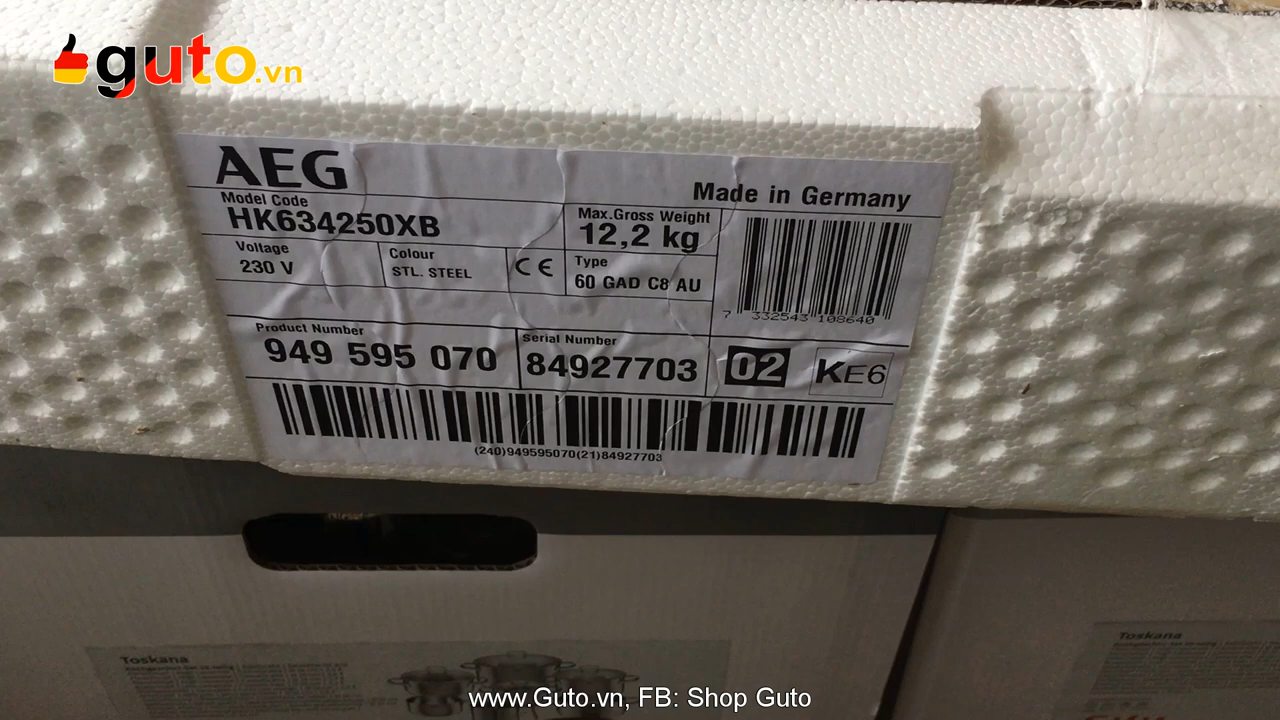 guto.vn
AEG
Made in Germany
Model Code
HK634250XB
Max.Gross Weight
12,2 kg
Voltage
230 V
Colour
STL. STEEL
CE
Type
60 GAD C8 AU
7 332543 108640
Product Number
949 595 070
Serial Number
84927703
02
KE6
(240)949595070(21)84927703
Toskana
Toskana
www.Guto.vn, FB: Shop Guto